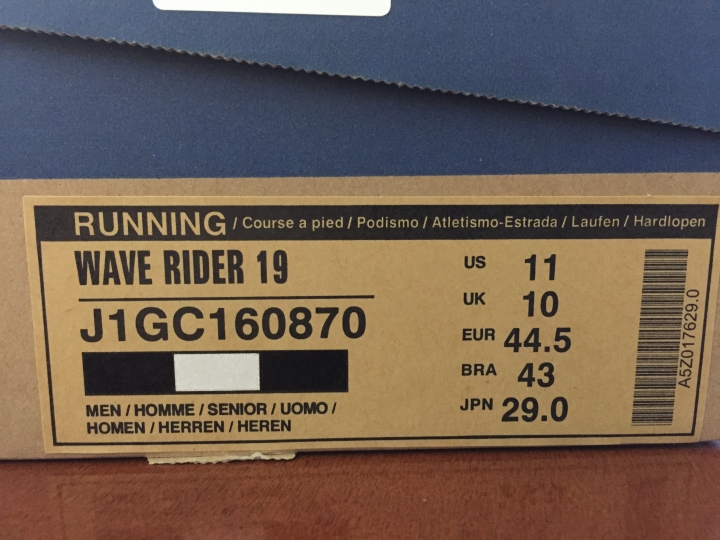 RUNNING / Course a pied / Podismo / Atletismo-Estrada / Laufen / Hardlopen
WAVE RIDER 19
J1GC160870
MEN / HOMME / SENIOR / UOMO /
HOMEN / HERREN / HEREN
US 11
UK 10
EUR 44.5
BRA 43
JPN 29.0
A5Z017629.0